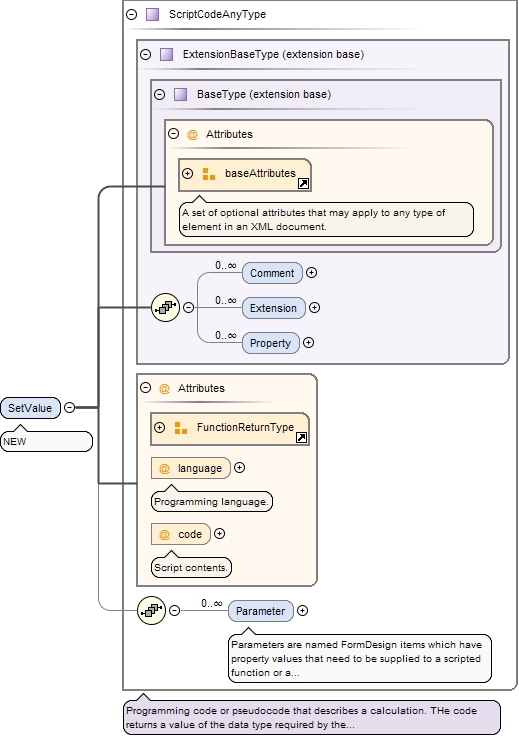 ScriptCodeAnyType
ExtensionBaseType (extension base)
BaseType (extension base)
@ Attributes
baseAttributes
A set of optional attributes that may apply to any type of
element in an XML document.
0..∞
Comment
0..∞
Extension
0..∞
Property
SetValue
NEW
@ Attributes
FunctionReturnType
@ language
Programming language.
@ code
Script contents.
0..∞
Parameter
Parameters are named FormDesign items which have
property values that need to be supplied to a scripted
function or a...
Programming code or pseudocode that describes a calculation. THe code
returns a value of the data type required by the...